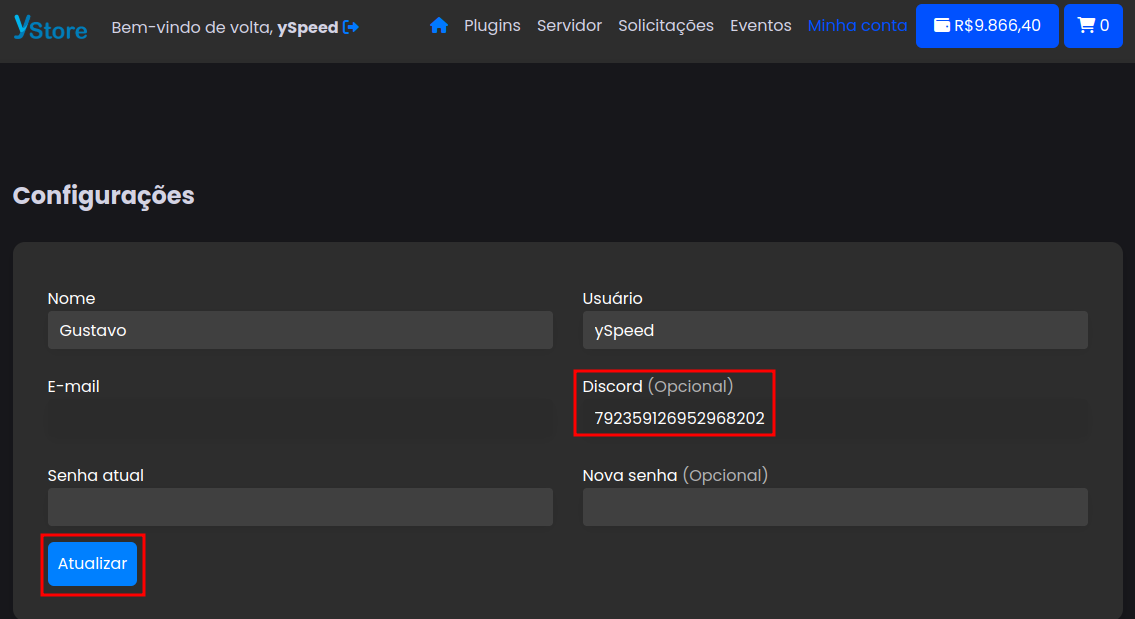 yStore
Bem-vindo de volta, ySpeed
Plugins
Servidor
Solicitações
Eventos
Minha conta
R$9.866,40
0
Configurações
Nome
Usuário
Gustavo
ySpeed
E-mail
Discord (Opcional)
792359126952968202
Senha atual
Nova senha (Opcional)
Atualizar